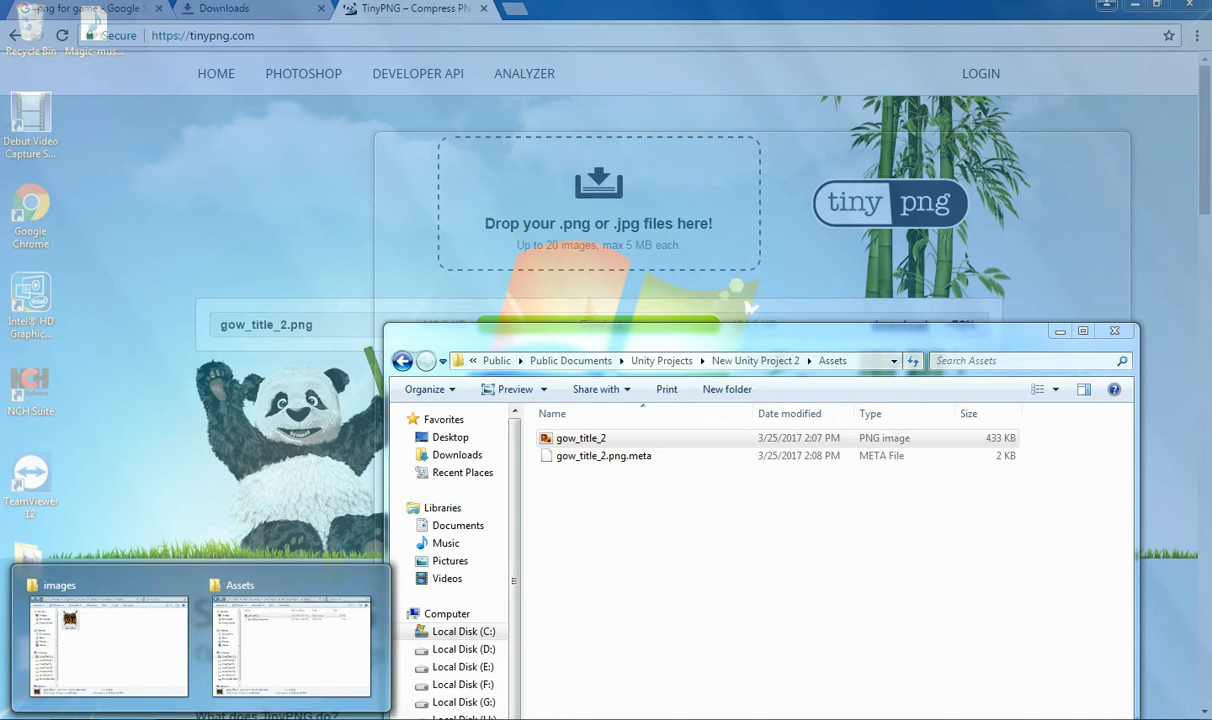 png for game - Google S
Downloads
TinyPNG – Compress PN
Secure
https://tinypng.com
Recycle Bin
Magic-mus...
HOME
PHOTOSHOP
DEVELOPER API
ANALYZER
LOGIN
Debut Video
Capture S...
Drop your .png or .jpg files here!
Up to 20 images, max 5 MB each.
tiny png
Google
Chrome
gow_title_2.png
Intel® HD
Graphic...
« Public
Public Documents
Unity Projects
New Unity Project 2
Assets
Search Assets
Organize
Preview
Share with
Print
New folder
NCH Suite
Favorites
Desktop
Downloads
Recent Places
Name
Date modified
Type
Size
gow_title_2
3/25/2017 2:07 PM
PNG image
433 KB
gow_title_2.png.meta
3/25/2017 2:08 PM
META File
2 KB
TeamViewer
12
Libraries
Documents
Music
Pictures
Videos
images
Assets
Computer
Local Disk (C:)
Local Disk (D:)
Local Disk (E:)
Local Disk (F:)
Local Disk (G:)
What does TinyPNG do?